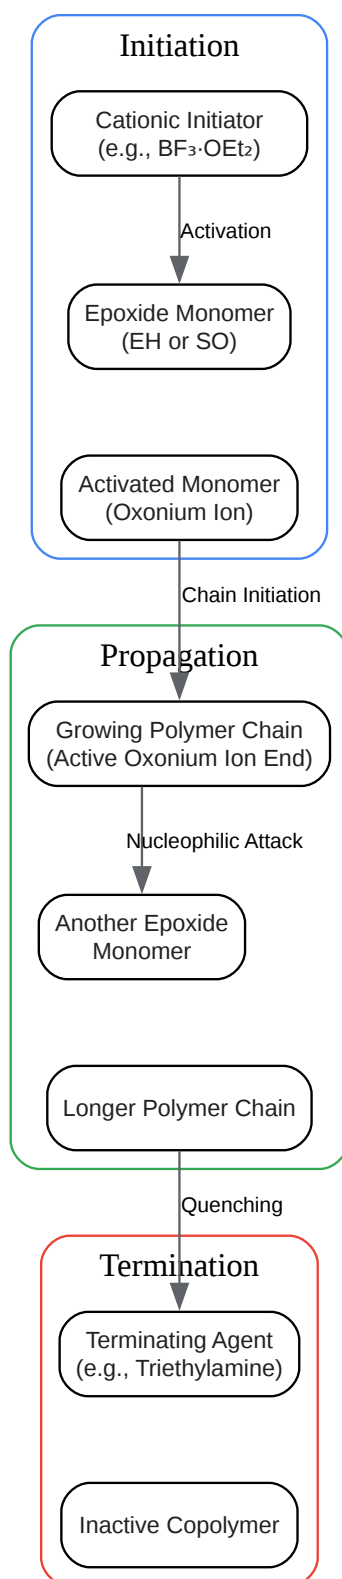 Initiation
Cationic Initiator
(e.g., BF₃·OEt₂)
Activation
Epoxide Monomer
(EH or SO)
Activated Monomer
(Oxonium Ion)
Chain Initiation
Propagation
Growing Polymer Chain
(Active Oxonium Ion End)
Nucleophilic Attack
Another Epoxide
Monomer
Longer Polymer Chain
Quenching
Termination
Terminating Agent
(e.g., Triethylamine)
Inactive Copolymer